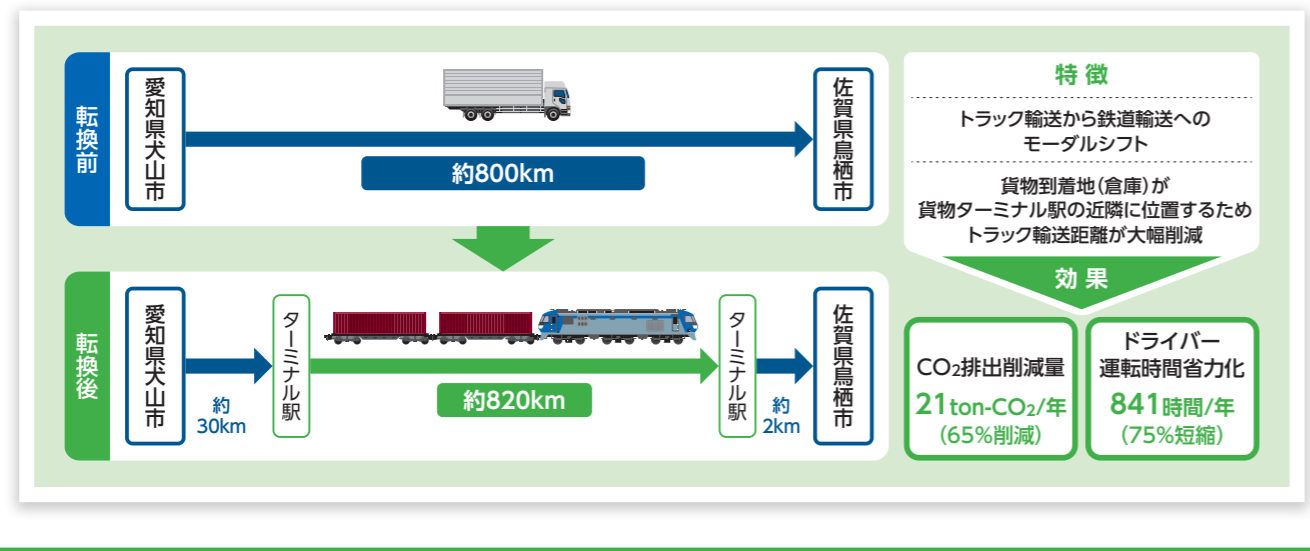 転換前
愛知県犬山市
約800km
佐賀県鳥栖市
転換後
愛知県犬山市
約
30km
ターミナル駅
約820km
ターミナル駅
約
2km
佐賀県鳥栖市
特徴
トラック輸送から鉄道輸送への
モーダルシフト
貨物到着地(倉庫)が
貨物ターミナル駅の近隣に位置するため
トラック輸送距離が大幅削減
効果
CO₂排出削減量
21ton-CO₂/年
(65%削減)
ドライバー
運転時間省力化
841時間/年
(75%短縮)